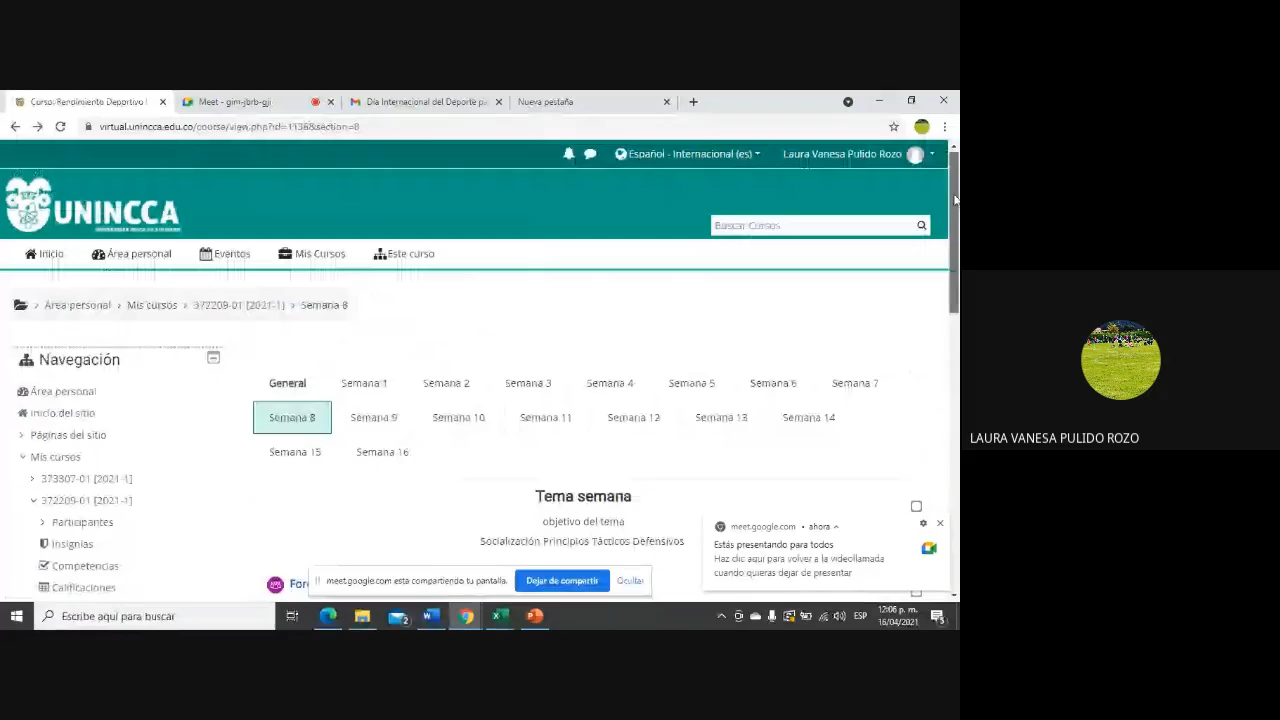 Curso: Rendimiento Deportivo I
Meet - gim-jbrb-gji
Día Internacional del Deporte pa
Nueva pestaña
virtual.unincca.edu.co/course/view.php?id=11368&section=8
Español - Internacional (es)
Laura Vanesa Pulido Rozo
UNINCCA
Buscar Cursos
Inicio
Área personal
Eventos
Mis Cursos
Este curso
Área personal > Mis cursos > 372209-01 [2021-1] > Semana 8
Navegación
Área personal
Inicio del sitio
Páginas del sitio
Mis cursos
373307-01 [2021-1]
372209-01 [2021-1]
Participantes
Insignias
Competencias
Calificaciones
General Semana 1 Semana 2 Semana 3 Semana 4 Semana 5 Semana 6 Semana 7
Semana 8 Semana 9 Semana 10 Semana 11 Semana 12 Semana 13 Semana 14
Semana 15 Semana 16
Tema semana
objetivo del tema
Socialización Principios Tácticos Defensivos
meet.google.com • ahora
Estás presentando para todos
Haz clic aquí para volver a la videollamada
cuando quieras dejar de presentar
meet.google.com está compartiendo tu pantalla.
Dejar de compartir
Ocultar
Escribe aquí para buscar
ESP
12:06 p. m.
16/04/2021
LAURA VANESA PULIDO ROZO